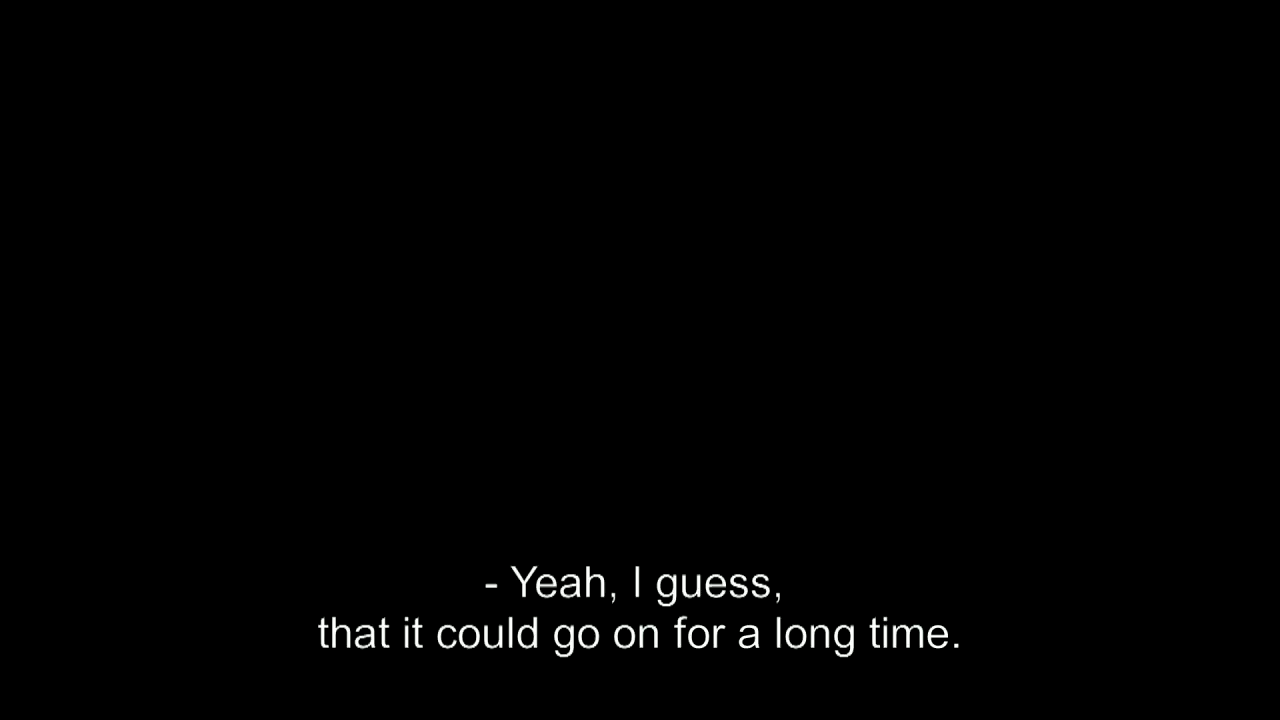 - Yeah, I guess,
that it could go on for a long time.